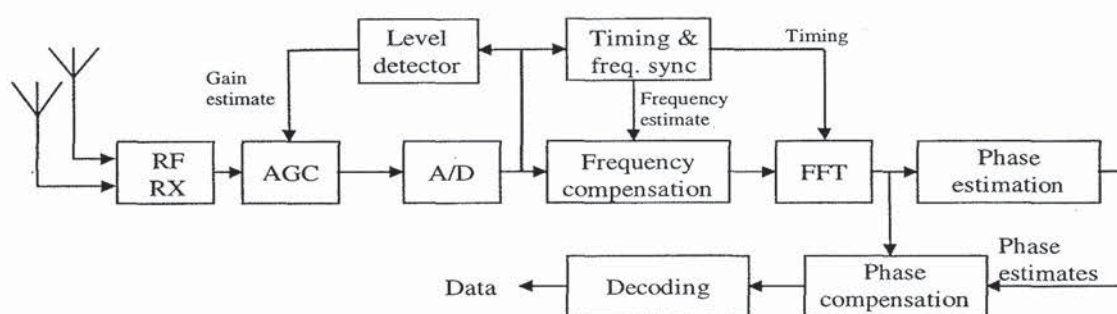 Level
detector
Timing &
freq. sync
Timing
Gain
estimate
Frequency
estimate
RF
RX
AGC
A/D
Frequency
compensation
FFT
Phase
estimation
Data
Decoding
Phase
compensation
Phase
estimates